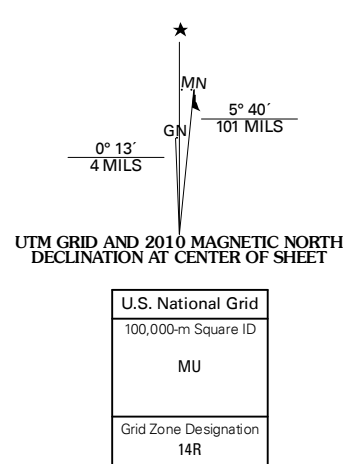 MN
GN
5° 40´
101 MILS
0° 13´
4 MILS
UTM GRID AND 2010 MAGNETIC NORTH
DECLINATION AT CENTER OF SHEET
U.S. National Grid
100,000-m Square ID
MU
Grid Zone Designation
14R